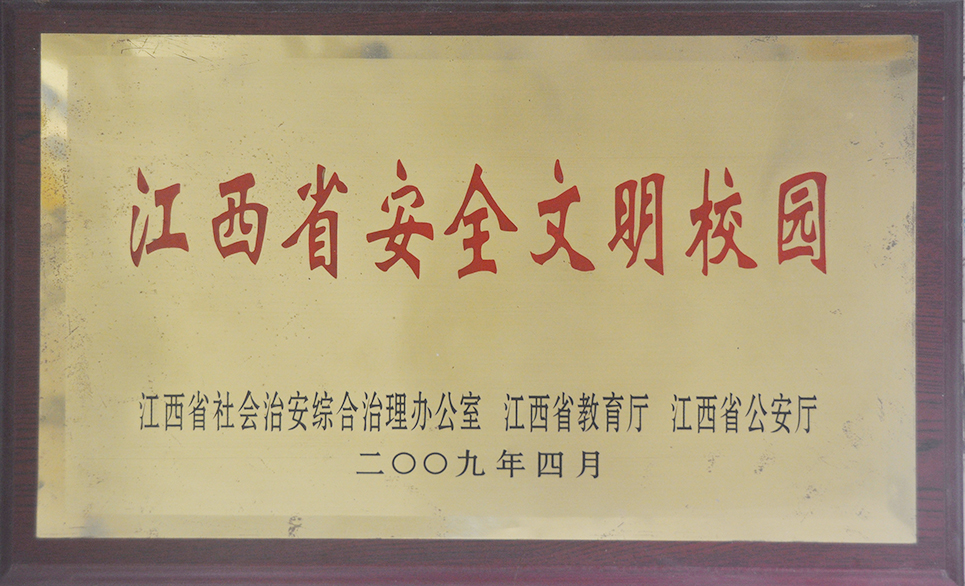 江西省安全文明校园
江西省社会治安综合治理办公室 江西省教育厅 江西省公安厅
二〇〇九年四月